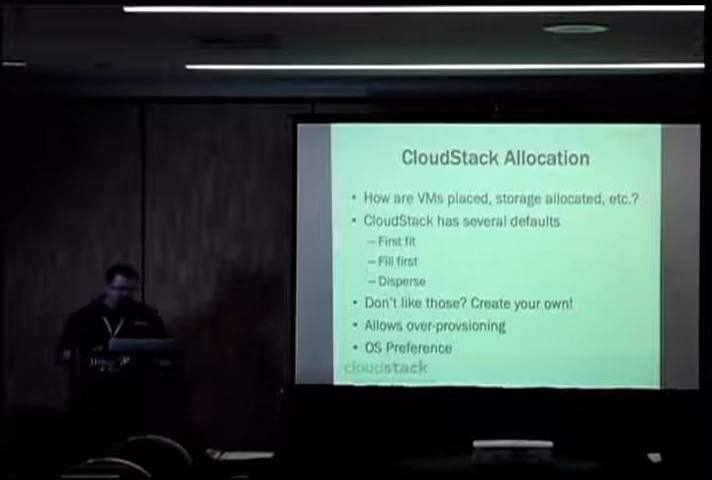 CloudStack Allocation
• How are VMs placed, storage allocated, etc.?
• CloudStack has several defaults
– First fit
– Fill first
– Disperse
• Don't like those? Create your own!
• Allows over-provsioning
• OS Preference
cloudstack